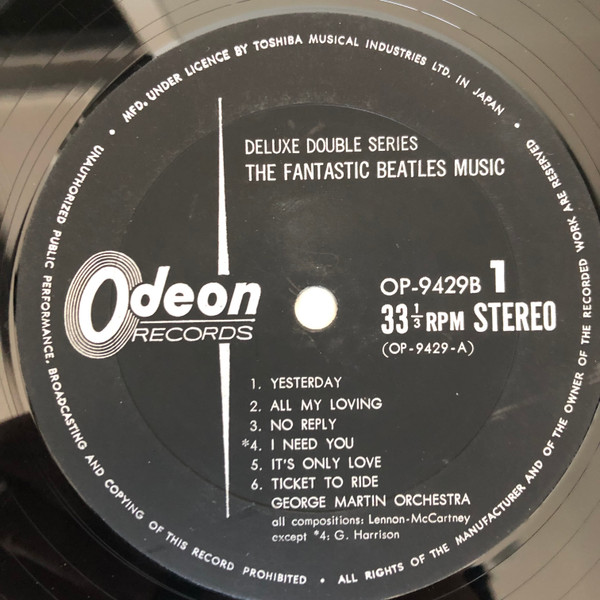 MFD. UNDER LICENCE BY TOSHIBA MUSICAL INDUSTRIES LTD. IN JAPAN •
DELUXE DOUBLE SERIES
THE FANTASTIC BEATLES MUSIC
Odeon
RECORDS
OP-9429B 1
33 1/3 RPM STEREO
(OP-9429-A)
1. YESTERDAY
2. ALL MY LOVING
3. NO REPLY
*4. I NEED YOU
5. IT'S ONLY LOVE
6. TICKET TO RIDE
GEORGE MARTIN ORCHESTRA
all compositions: Lennon-McCartney
except *4: G. Harrison
UNAUTHORIZED PUBLIC PERFORMANCE, BROADCASTING AND COPYING OF THIS RECORD PROHIBITED •
ALL RIGHTS OF THE MANUFACTURER AND OF THE OWNER OF THE RECORDED WORK ARE RESERVED